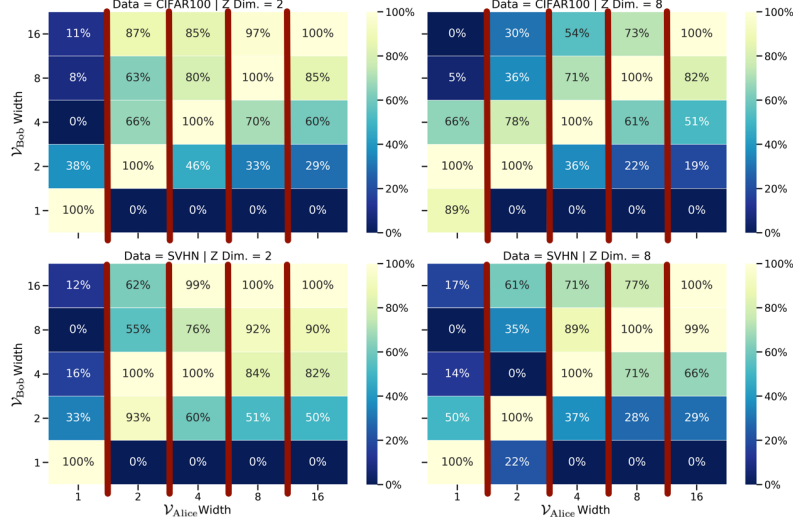 Data = CIFAR100 | Z Dim. = 2
16 11% 87% 85% 97% 100% 100%
8 8% 63% 80% 100% 85% 80%
4 0% 66% 100% 70% 60% 60%
2 38% 100% 46% 33% 29% 40%
1 100% 0% 0% 0% 0% 20%
0%
𝒱Bob Width
Data = CIFAR100 | Z Dim. = 8
0% 30% 54% 73% 100% 100%
5% 36% 71% 100% 82% 80%
66% 78% 100% 61% 51% 60%
100% 100% 36% 22% 19% 40%
89% 0% 0% 0% 0% 20%
0%
Data = SVHN | Z Dim. = 2
16 12% 62% 99% 100% 100% 100%
8 0% 55% 76% 92% 90% 80%
4 16% 100% 100% 84% 82% 60%
2 33% 93% 60% 51% 50% 40%
1 100% 0% 0% 0% 0% 20%
0%
𝒱Bob Width
1 2 4 8 16
𝒱Alice Width
Data = SVHN | Z Dim. = 8
17% 61% 71% 77% 100% 100%
0% 35% 89% 100% 99% 80%
14% 0% 100% 71% 66% 60%
50% 100% 37% 28% 29% 40%
100% 22% 0% 0% 0% 20%
0%
1 2 4 8 16
𝒱Alice Width